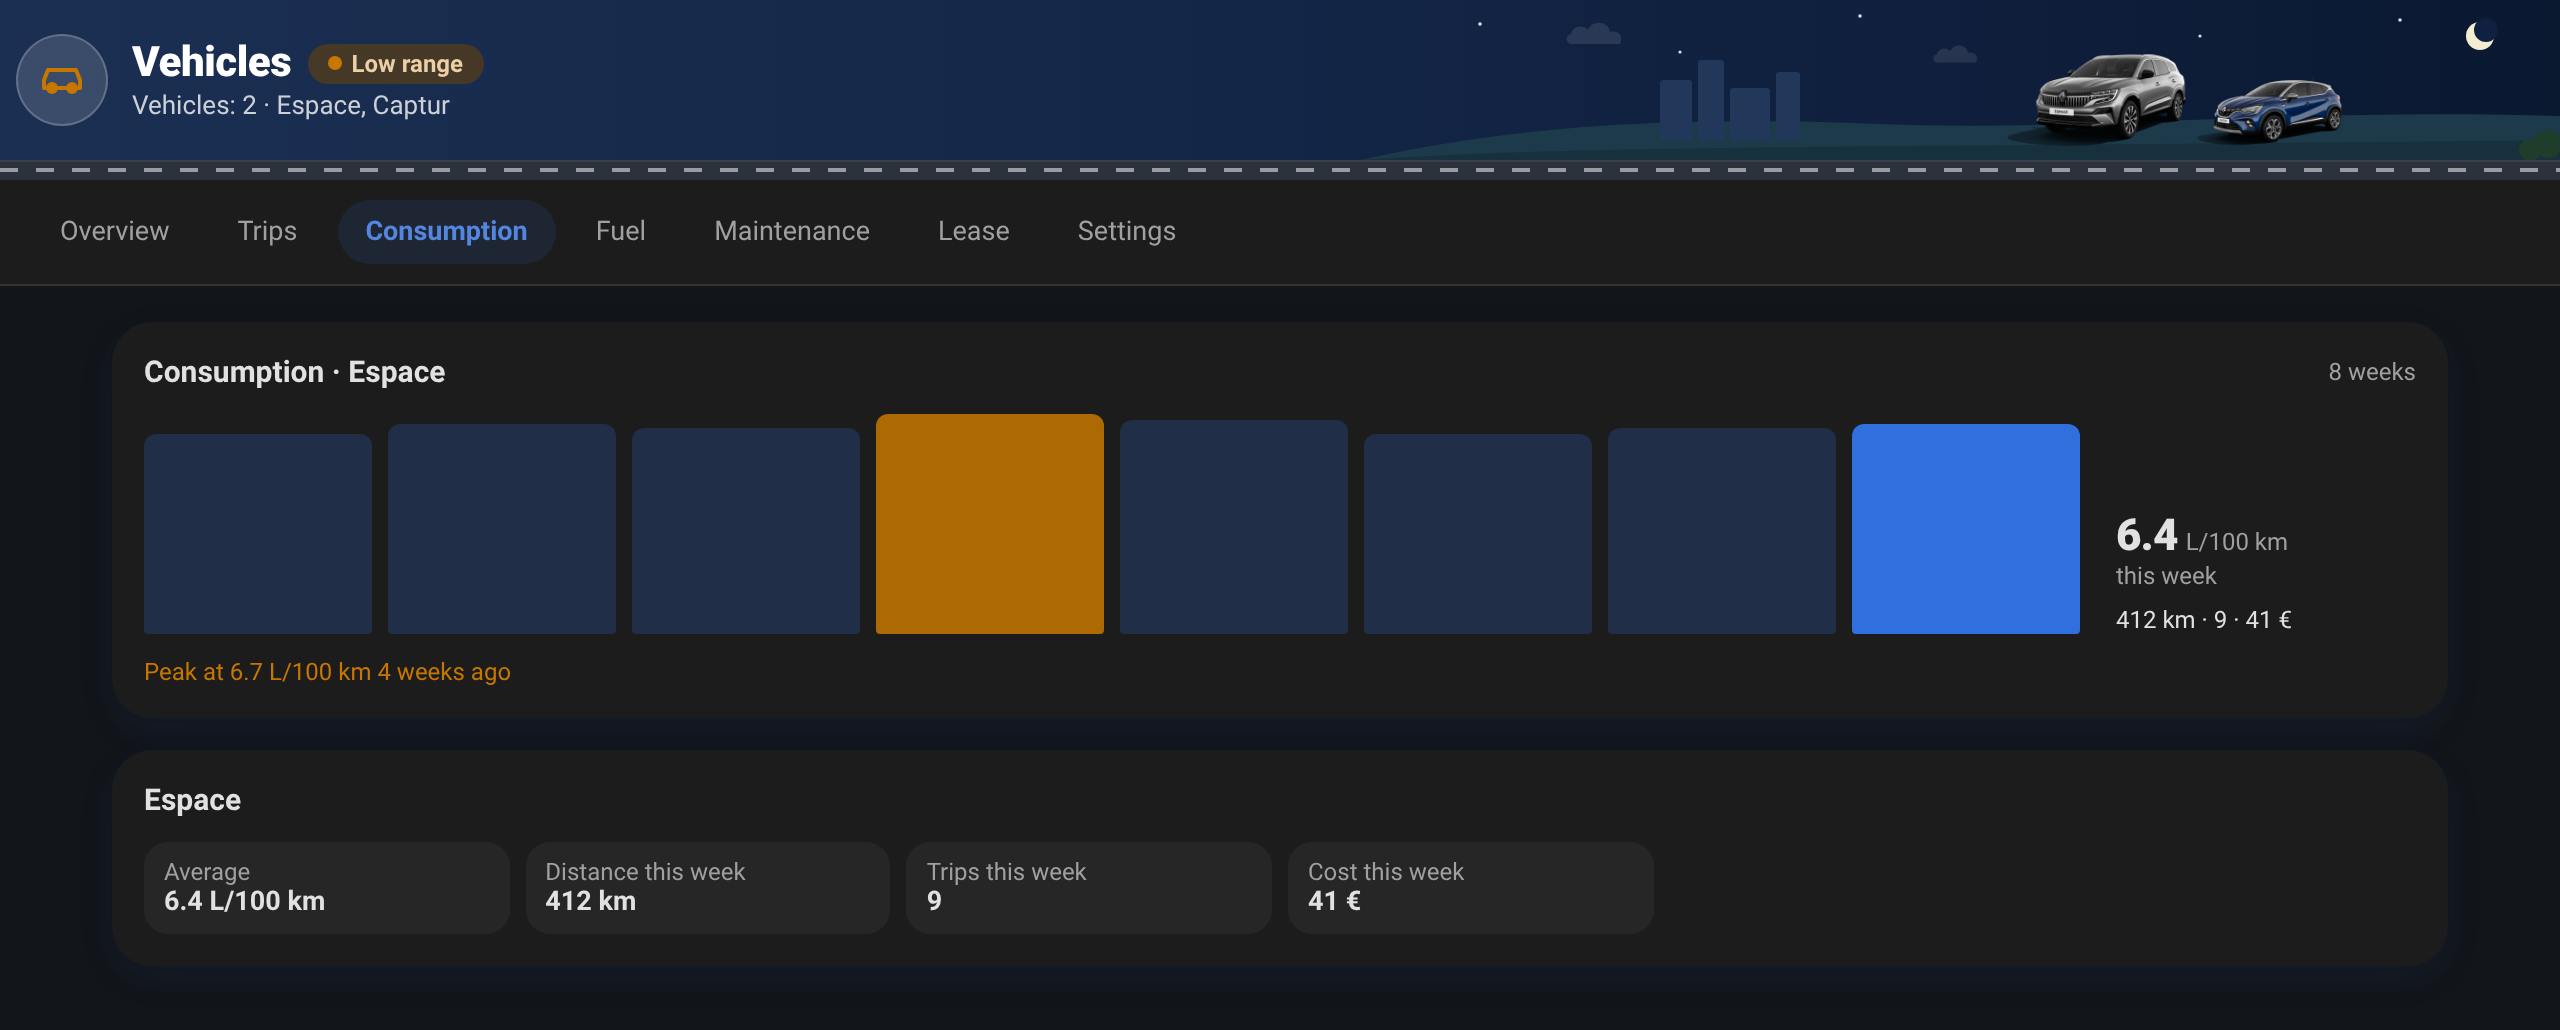 Vehicles
Low range
Vehicles: 2 · Espace, Captur
Overview
Trips
Consumption
Fuel
Maintenance
Lease
Settings
Consumption · Espace
8 weeks
6.4 L/100 km
this week
412 km · 9 · 41 €
Peak at 6.7 L/100 km 4 weeks ago
Espace
Average
6.4 L/100 km
Distance this week
412 km
Trips this week
9
Cost this week
41 €